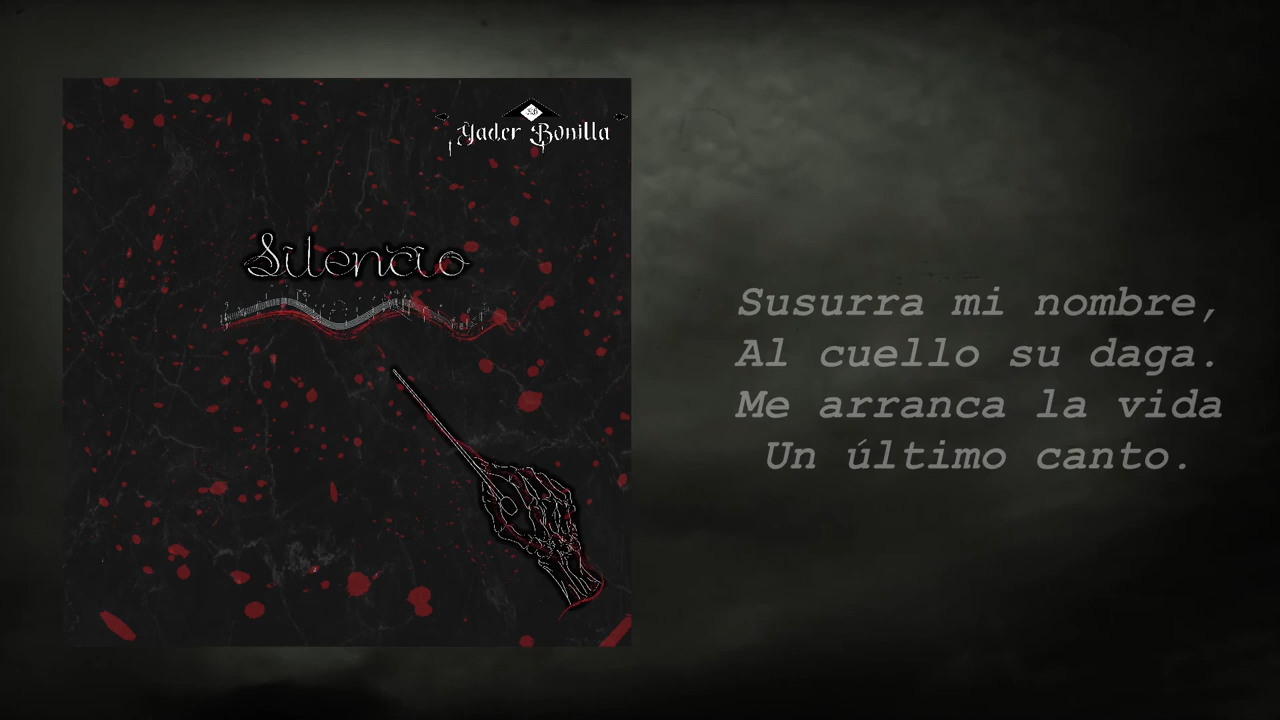 Yader Bonilla
Silencio
Susurra mi nombre,
Al cuello su daga.
Me arranca la vida
Un último canto.